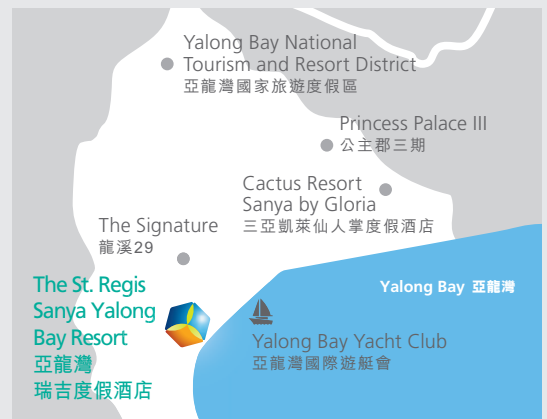 Yalong Bay National
Tourism and Resort District
亞龍灣國家旅遊度假區
Princess Palace III
公主郡三期
Cactus Resort
Sanya by Gloria
三亞凱萊仙人掌度假酒店
The Signature
龍溪29
The St. Regis
Sanya Yalong
Bay Resort
亞龍灣
瑞吉度假酒店
Yalong Bay 亞龍灣
Yalong Bay Yacht Club
亞龍灣國際遊艇會